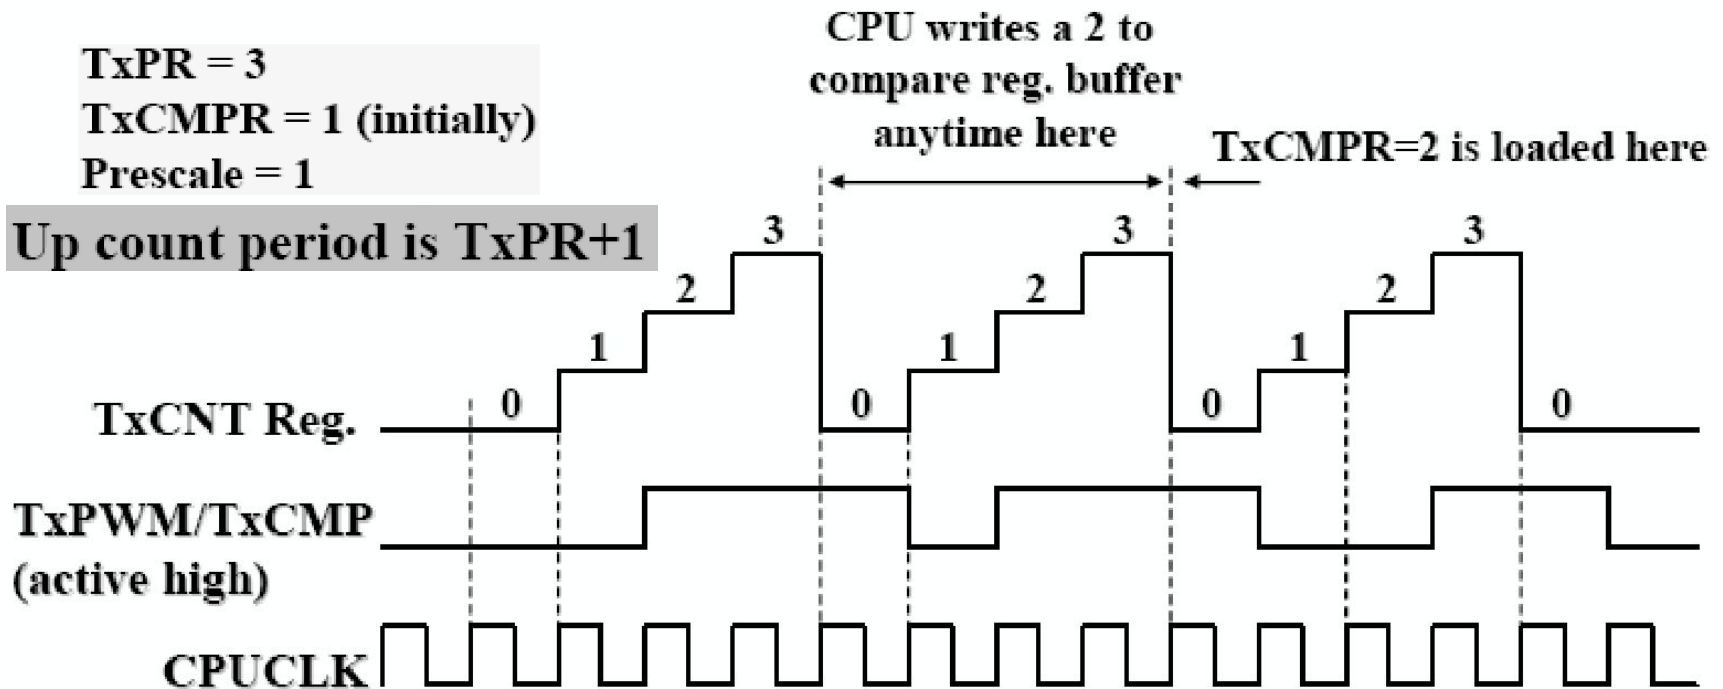 CPU writes a 2 to
compare reg. buffer
anytime here
TxPR = 3
TxCMPR = 1 (initially)
Prescale = 1
TxCMPR=2 is loaded here
Up count period is TxPR+1
3
3
3
2
2
2
1
1
1
0
0
0
0
TxCNT Reg.
TxPWM/TxCMP
(active high)
CPUCLK